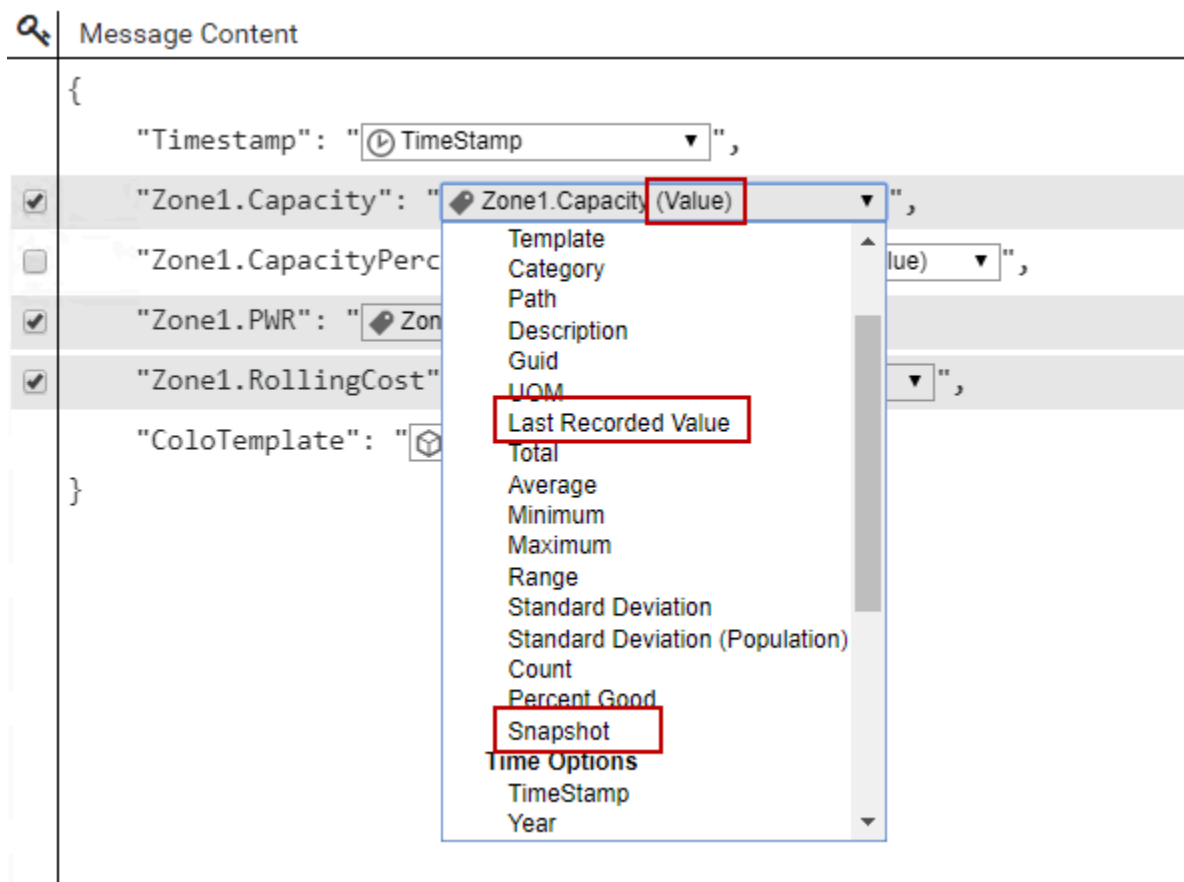 Message Content
{
"Timestamp": "TimeStamp",
"Zone1.Capacity": "Zone1.Capacity (Value)",
Template
"Zone1.CapacityPerc lue)",
Category
Path
"Zone1.PWR": "Zon
Description
Guid
"Zone1.RollingCost" ",
UOM
Last Recorded Value
"ColoTemplate": "
Total
}
Average
Minimum
Maximum
Range
Standard Deviation
Standard Deviation (Population)
Count
Percent Good
Snapshot
Time Options
TimeStamp
Year